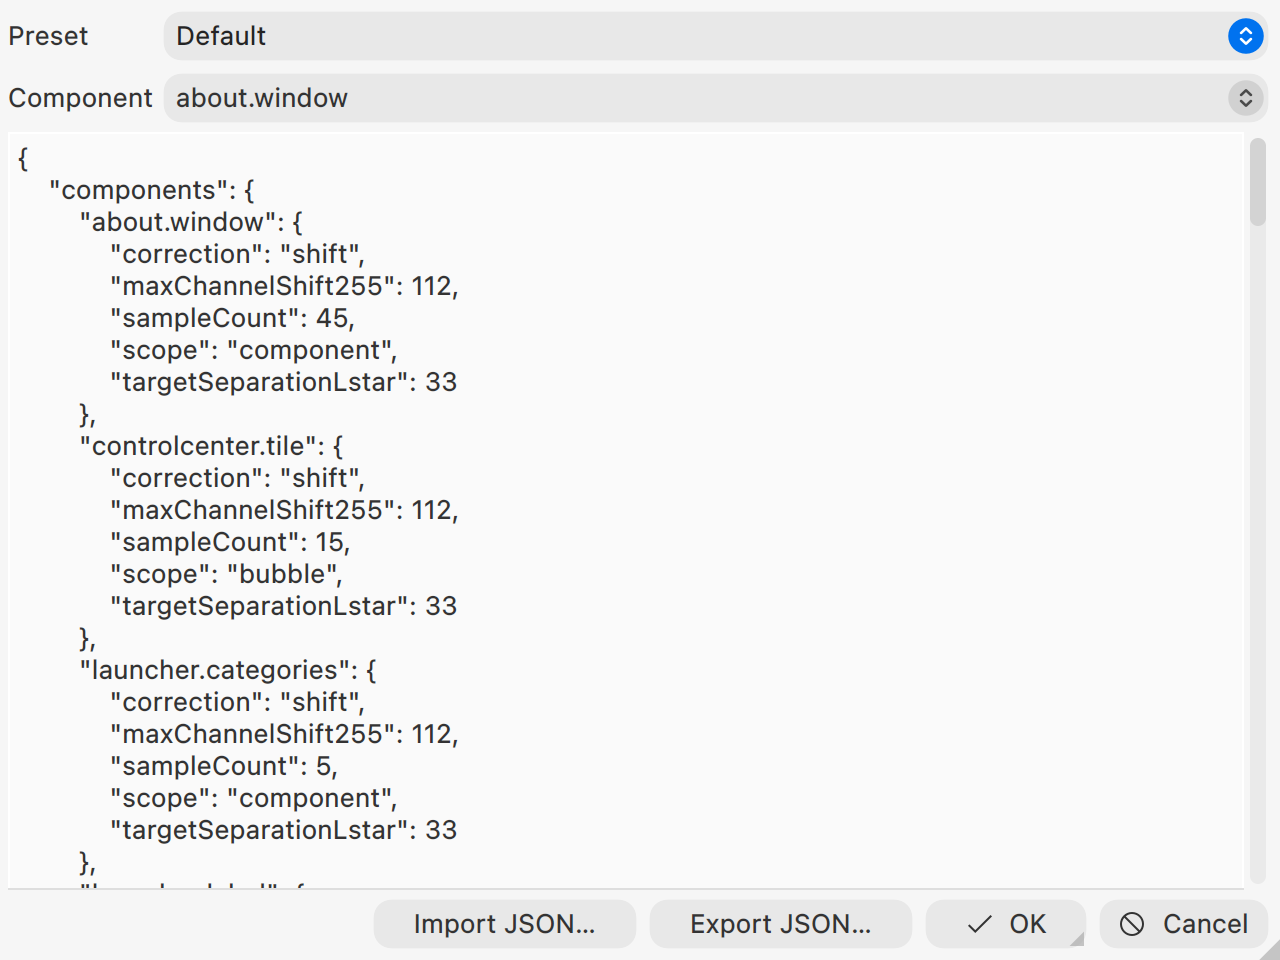 Preset Default
Component about.window
{
"components": {
"about.window": {
"correction": "shift",
"maxChannelShift255": 112,
"sampleCount": 45,
"scope": "component",
"targetSeparationLstar": 33
},
"controlcenter.tile": {
"correction": "shift",
"maxChannelShift255": 112,
"sampleCount": 15,
"scope": "bubble",
"targetSeparationLstar": 33
},
"launcher.categories": {
"correction": "shift",
"maxChannelShift255": 112,
"sampleCount": 5,
"scope": "component",
"targetSeparationLstar": 33
},
Import JSON... Export JSON... OK Cancel